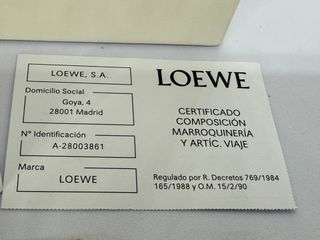 LOEWE, S.A.
Domicilio Social
Goya, 4
28001 Madrid
Nº Identificación
A-28003861
Marca
LOEWE
LOEWE
CERTIFICADO
COMPOSICIÓN
MARROQUINERÍA
Y ARTÍC. VIAJE
Regulado por R. Decretos 769/1984
165/1988 y O.M. 15/2/90